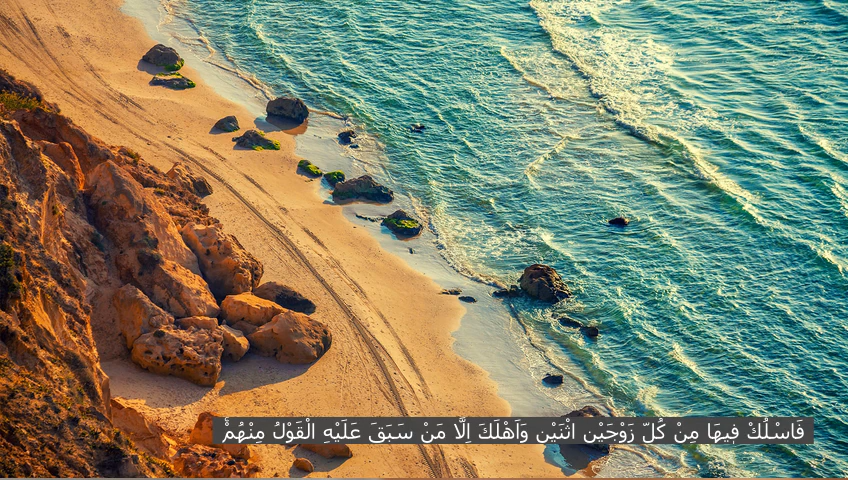 فَاسْلُكْ فٖيهَا مِنْ كُلٍّ زَوْجَيْنِ اثْنَيْنِ وَاَهْلَكَ اِلَّا مَنْ سَبَقَ عَلَيْهِ الْقَوْلُ مِنْهُمْۚ